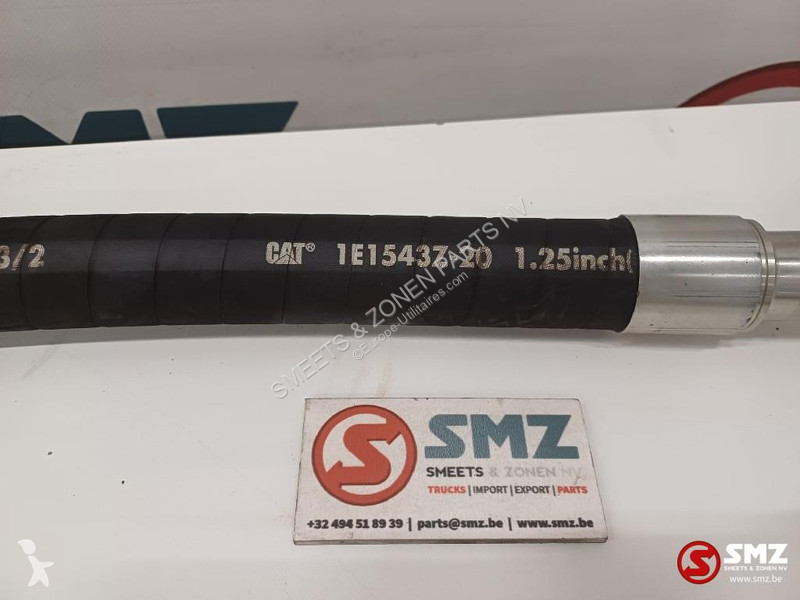 MZ
3/2 CAT® 1E1543Z-20 1.25inch(
SMEETS & ZONEN PARTS NV.
©Europe-Utilitaires.com
SMZ
SMEETS & ZONEN NV
TRUCKS | IMPORT | EXPORT | PARTS
+32 494 51 89 39 | parts@smz.be | www.smz.be
SMZ
SMEETS & ZONEN NV
www.smz.be